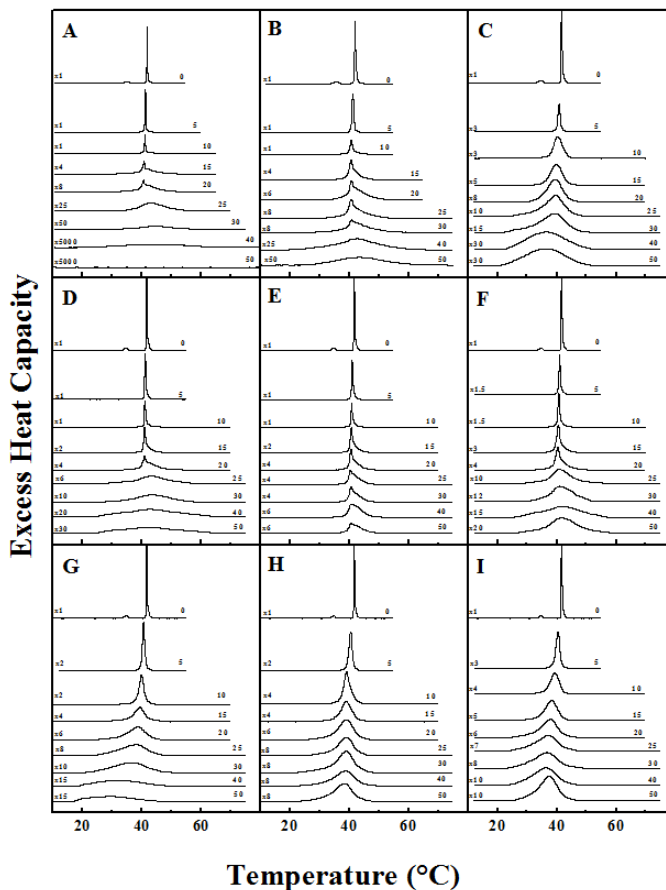 Excess Heat Capacity
A
x1 0
x1 5
x1 10
x4 15
x8 20
x25 25
x50 30
x5000 40
x5000 50
B
x1 0
x1 5
x1 10
x4 15
x6 20
x8 25
x8 30
x25 40
x50 50
C
x1 0
x3 5
x3 10
x5 15
x8 20
x10 25
x15 30
x30 40
x30 50
D
x1 0
x1 5
x1 10
x2 15
x4 20
x6 25
x10 30
x20 40
x30 50
E
x1 0
x1 5
x1 10
x2 15
x4 20
x4 25
x4 30
x6 40
x6 50
F
x1 0
x1.5 5
x1.5 10
x3 15
x4 20
x10 25
x12 30
x15 40
x20 50
G
x1 0
x2 5
x2 10
x4 15
x6 20
x8 25
x10 30
x15 40
x15 50
H
x1 0
x2 5
x4 10
x4 15
x6 20
x8 25
x8 30
x8 40
x8 50
I
x1 0
x3 5
x4 10
x5 15
x6 20
x7 25
x8 30
x10 40
x10 50
20 40 60 20 40 60 20 40 60
Temperature (°C)